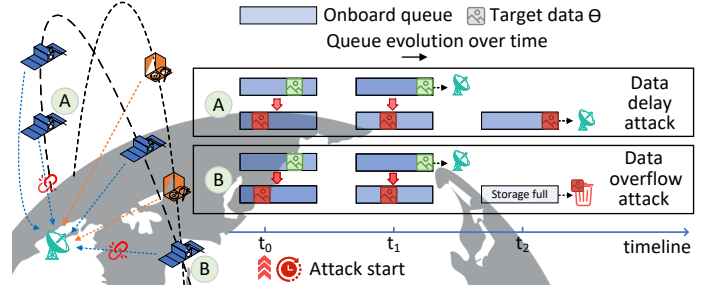 Onboard queue
Target data Θ
Queue evolution over time
A
A
Data
delay
attack
B
Data
overflow
attack
Storage full
B
t0
t1
t2
timeline
Attack start